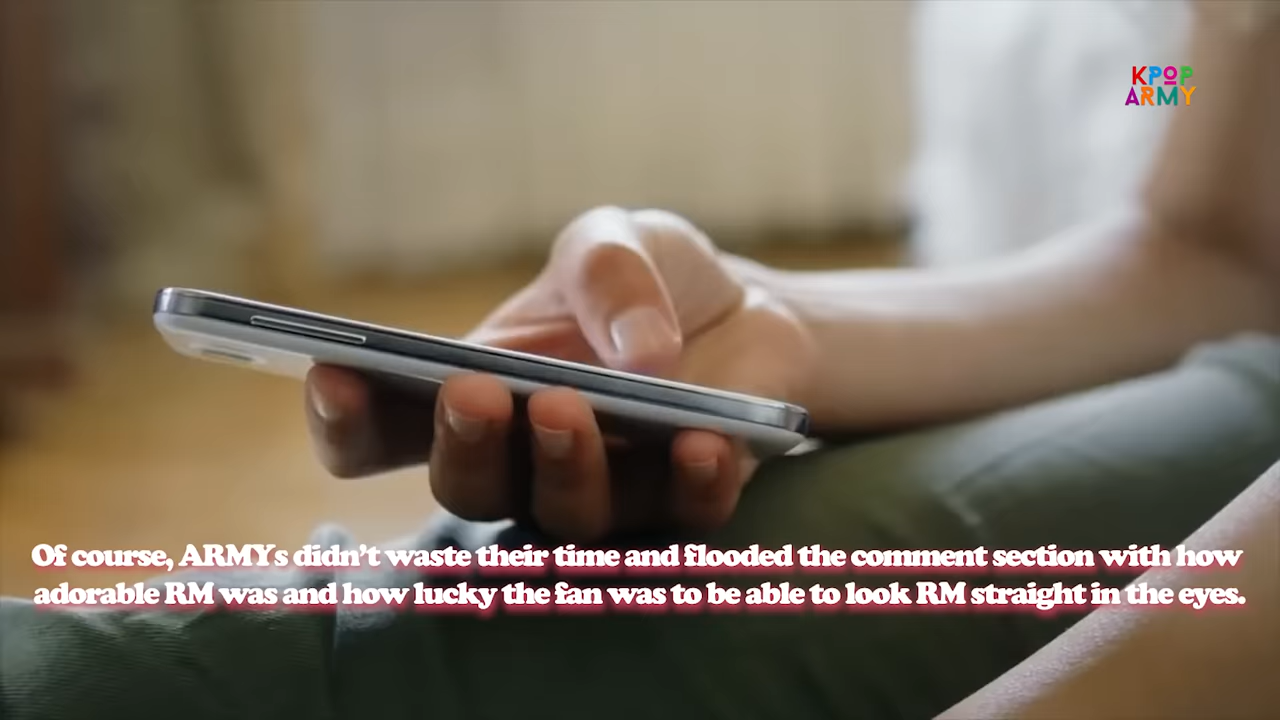 KPOP
ARMY
Of course, ARMYs didn't waste their time and flooded the comment section with how
adorable RM was and how lucky the fan was to be able to look RM straight in the eyes.